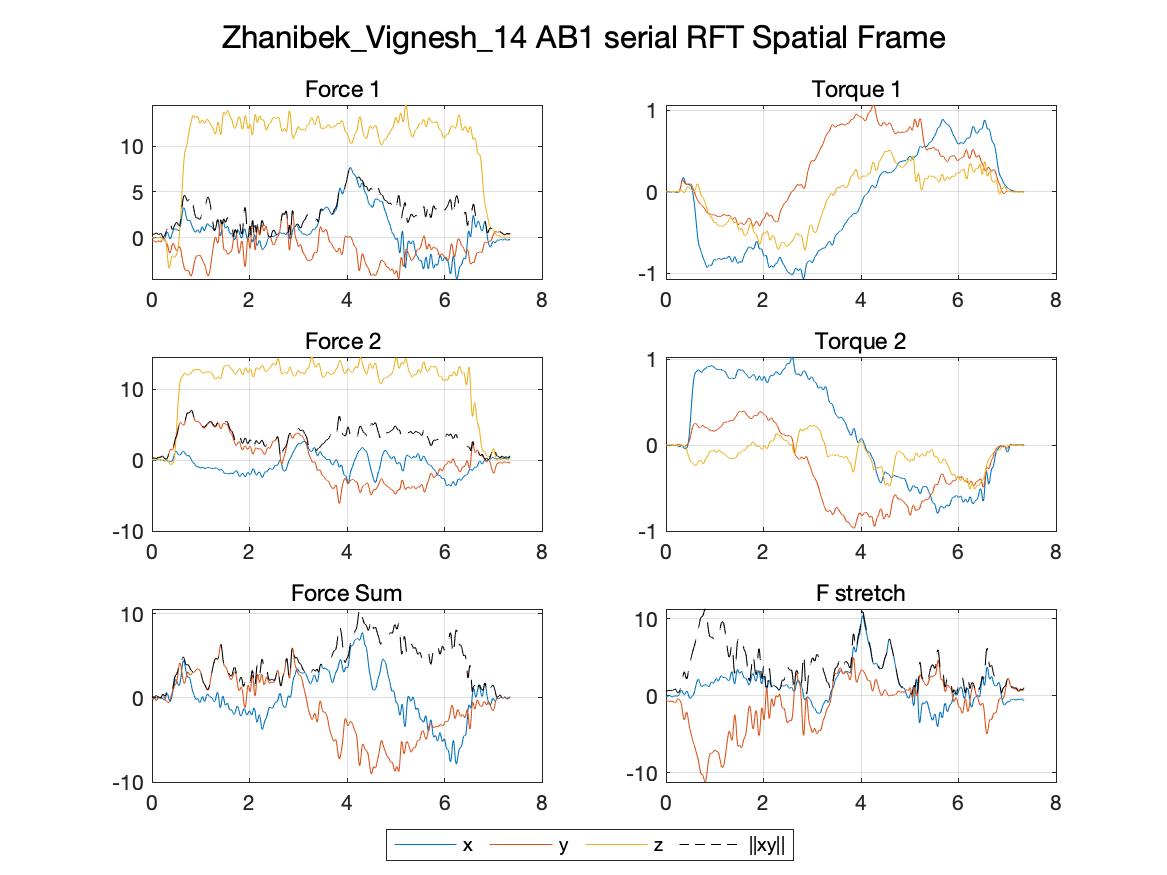 Zhanibek_Vignesh_14 AB1 serial RFT Spatial Frame
Force 1
10
5
0
0 2 4 6 8
Torque 1
1
0
-1
0 2 4 6 8
Force 2
10
0
-10
0 2 4 6 8
Torque 2
1
0
-1
0 2 4 6 8
Force Sum
10
0
-10
0 2 4 6 8
F stretch
10
0
-10
0 2 4 6 8
x y z ||xy||